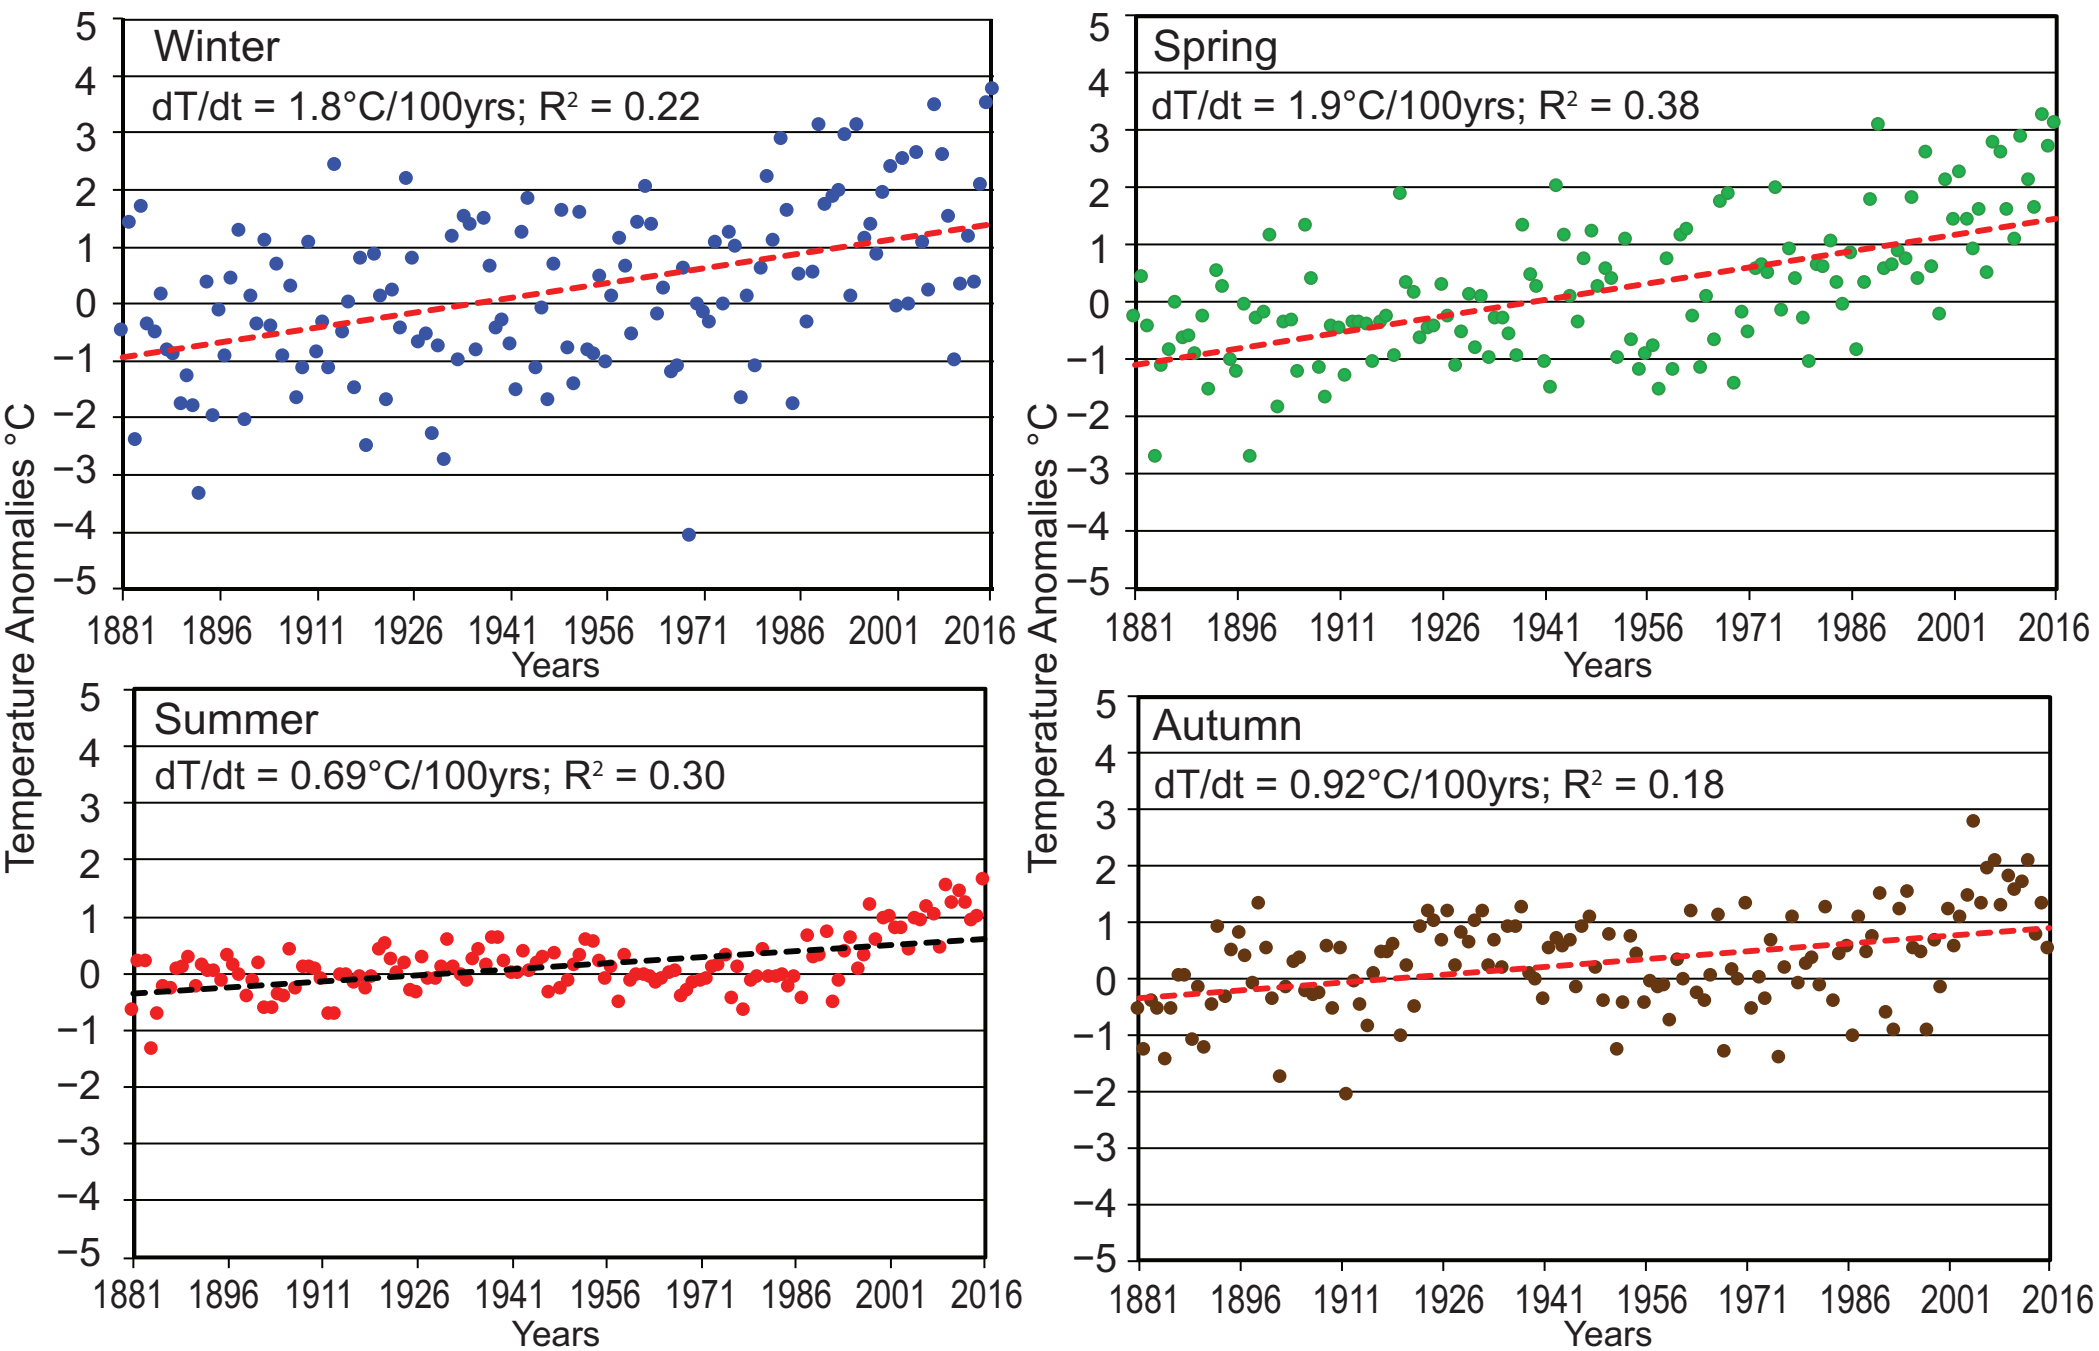 Temperature Anomalies °C
Winter
dT/dt = 1.8°C/100yrs; R² = 0.22
5
4
3
2
1
0
−1
−2
−3
−4
−5
1881 1896 1911 1926 1941 1956 1971 1986 2001 2016
Years
Temperature Anomalies °C
Spring
dT/dt = 1.9°C/100yrs; R² = 0.38
5
4
3
2
1
0
−1
−2
−3
−4
−5
1881 1896 1911 1926 1941 1956 1971 1986 2001 2016
Years
Summer
dT/dt = 0.69°C/100yrs; R² = 0.30
5
4
3
2
1
0
−1
−2
−3
−4
−5
1881 1896 1911 1926 1941 1956 1971 1986 2001 2016
Years
Autumn
dT/dt = 0.92°C/100yrs; R² = 0.18
5
4
3
2
1
0
−1
−2
−3
−4
−5
1881 1896 1911 1926 1941 1956 1971 1986 2001 2016
Years